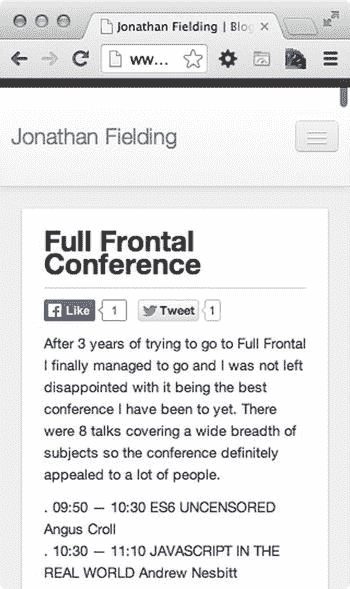 Jonathan Fielding | Blog
ww...
Jonathan Fielding
Full Frontal
Conference
Like 1 Tweet 1
After 3 years of trying to go to Full Frontal
I finally managed to go and I was not left
disappointed with it being the best
conference I have been to yet. There
were 8 talks covering a wide breadth of
subjects so the conference definitely
appealed to a lot of people.
. 09:50 — 10:30 ES6 UNCENSORED
Angus Croll
. 10:30 — 11:10 JAVASCRIPT IN THE
REAL WORLD Andrew Nesbitt